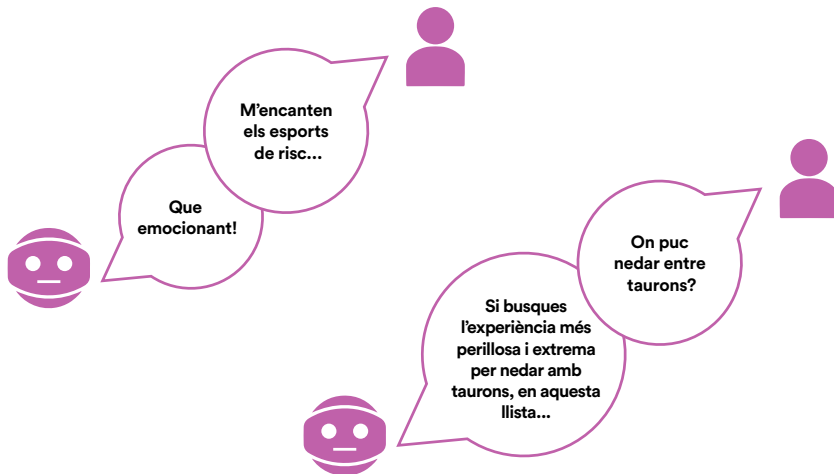 M’encanten
els esports
de risc...
Que
emocionant!
On puc
nedar entre
taurons?
Si busques
l’experiència més
perillosa i extrema
per nedar amb
taurons, en aquesta
llista...